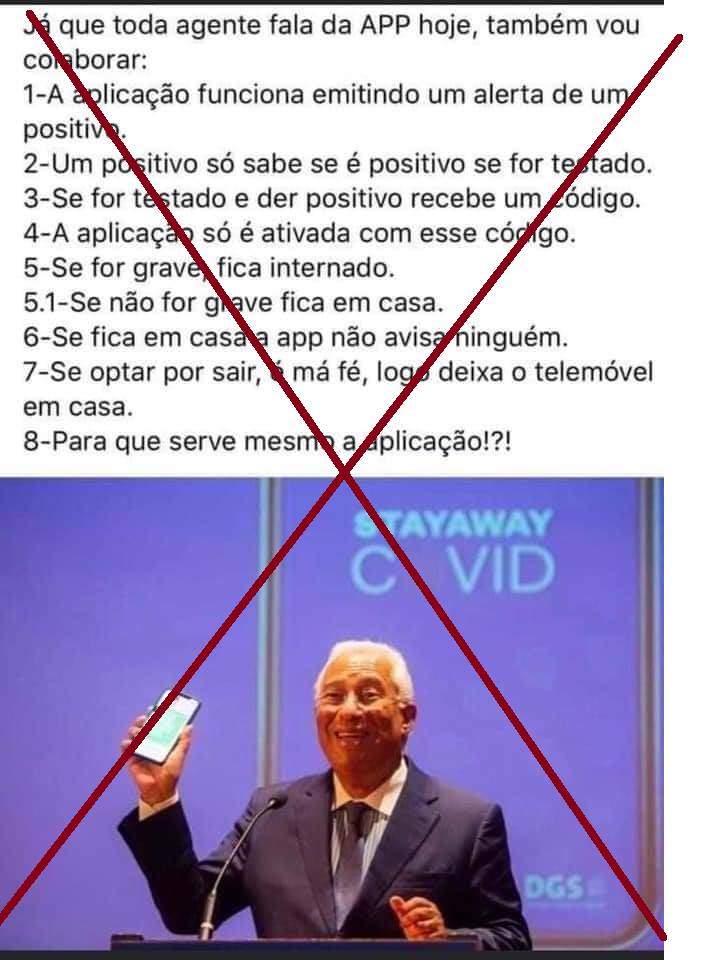 Já que toda agente fala da APP hoje, também vou
colaborar:
1-A aplicação funciona emitindo um alerta de um
positivo.
2-Um positivo só sabe se é positivo se for testado.
3-Se for testado e der positivo recebe um código.
4-A aplicação só é ativada com esse código.
5-Se for grave, fica internado.
5.1-Se não for grave fica em casa.
6-Se fica em casa a app não avisa ninguém.
7-Se optar por sair, é má fé, logo deixa o telemóvel
em casa.
8-Para que serve mesmo a aplicação!?!
STAYAWAY
C VID
DGS